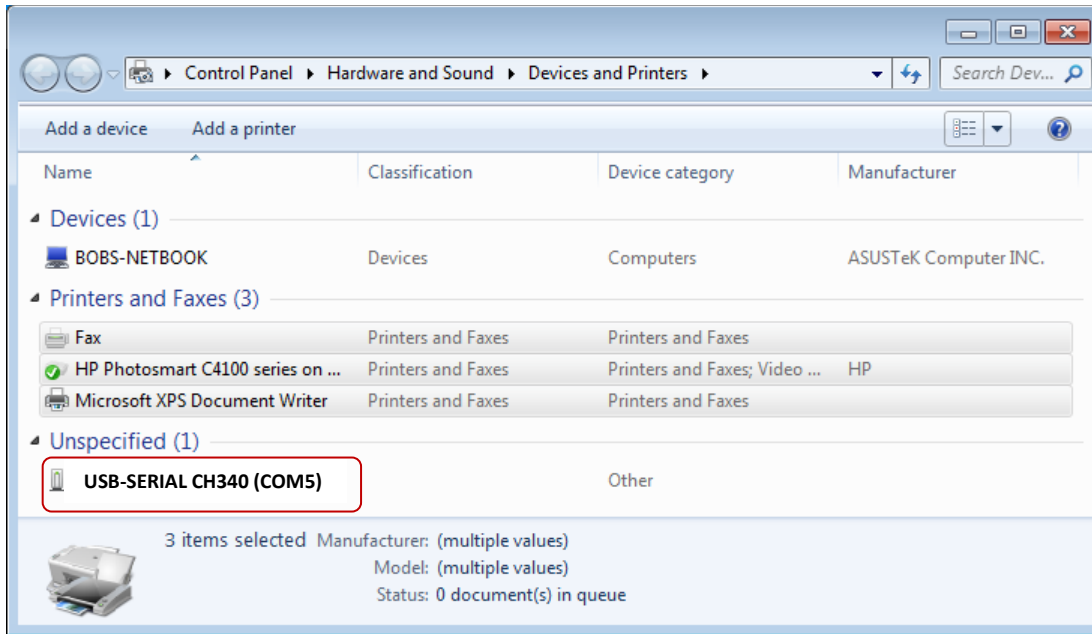 Control Panel Hardware and Sound Devices and Printers Search Dev...
Add a device Add a printer
Name Classification Device category Manufacturer
Devices (1)
BOBS-NETBOOK Devices Computers ASUSTeK Computer INC.
Printers and Faxes (3)
Fax Printers and Faxes Printers and Faxes
HP Photosmart C4100 series on ... Printers and Faxes Printers and Faxes; Video ... HP
Microsoft XPS Document Writer Printers and Faxes Printers and Faxes
Unspecified (1)
USB-SERIAL CH340 (COM5) Other
3 items selected Manufacturer: (multiple values)
Model: (multiple values)
Status: 0 document(s) in queue